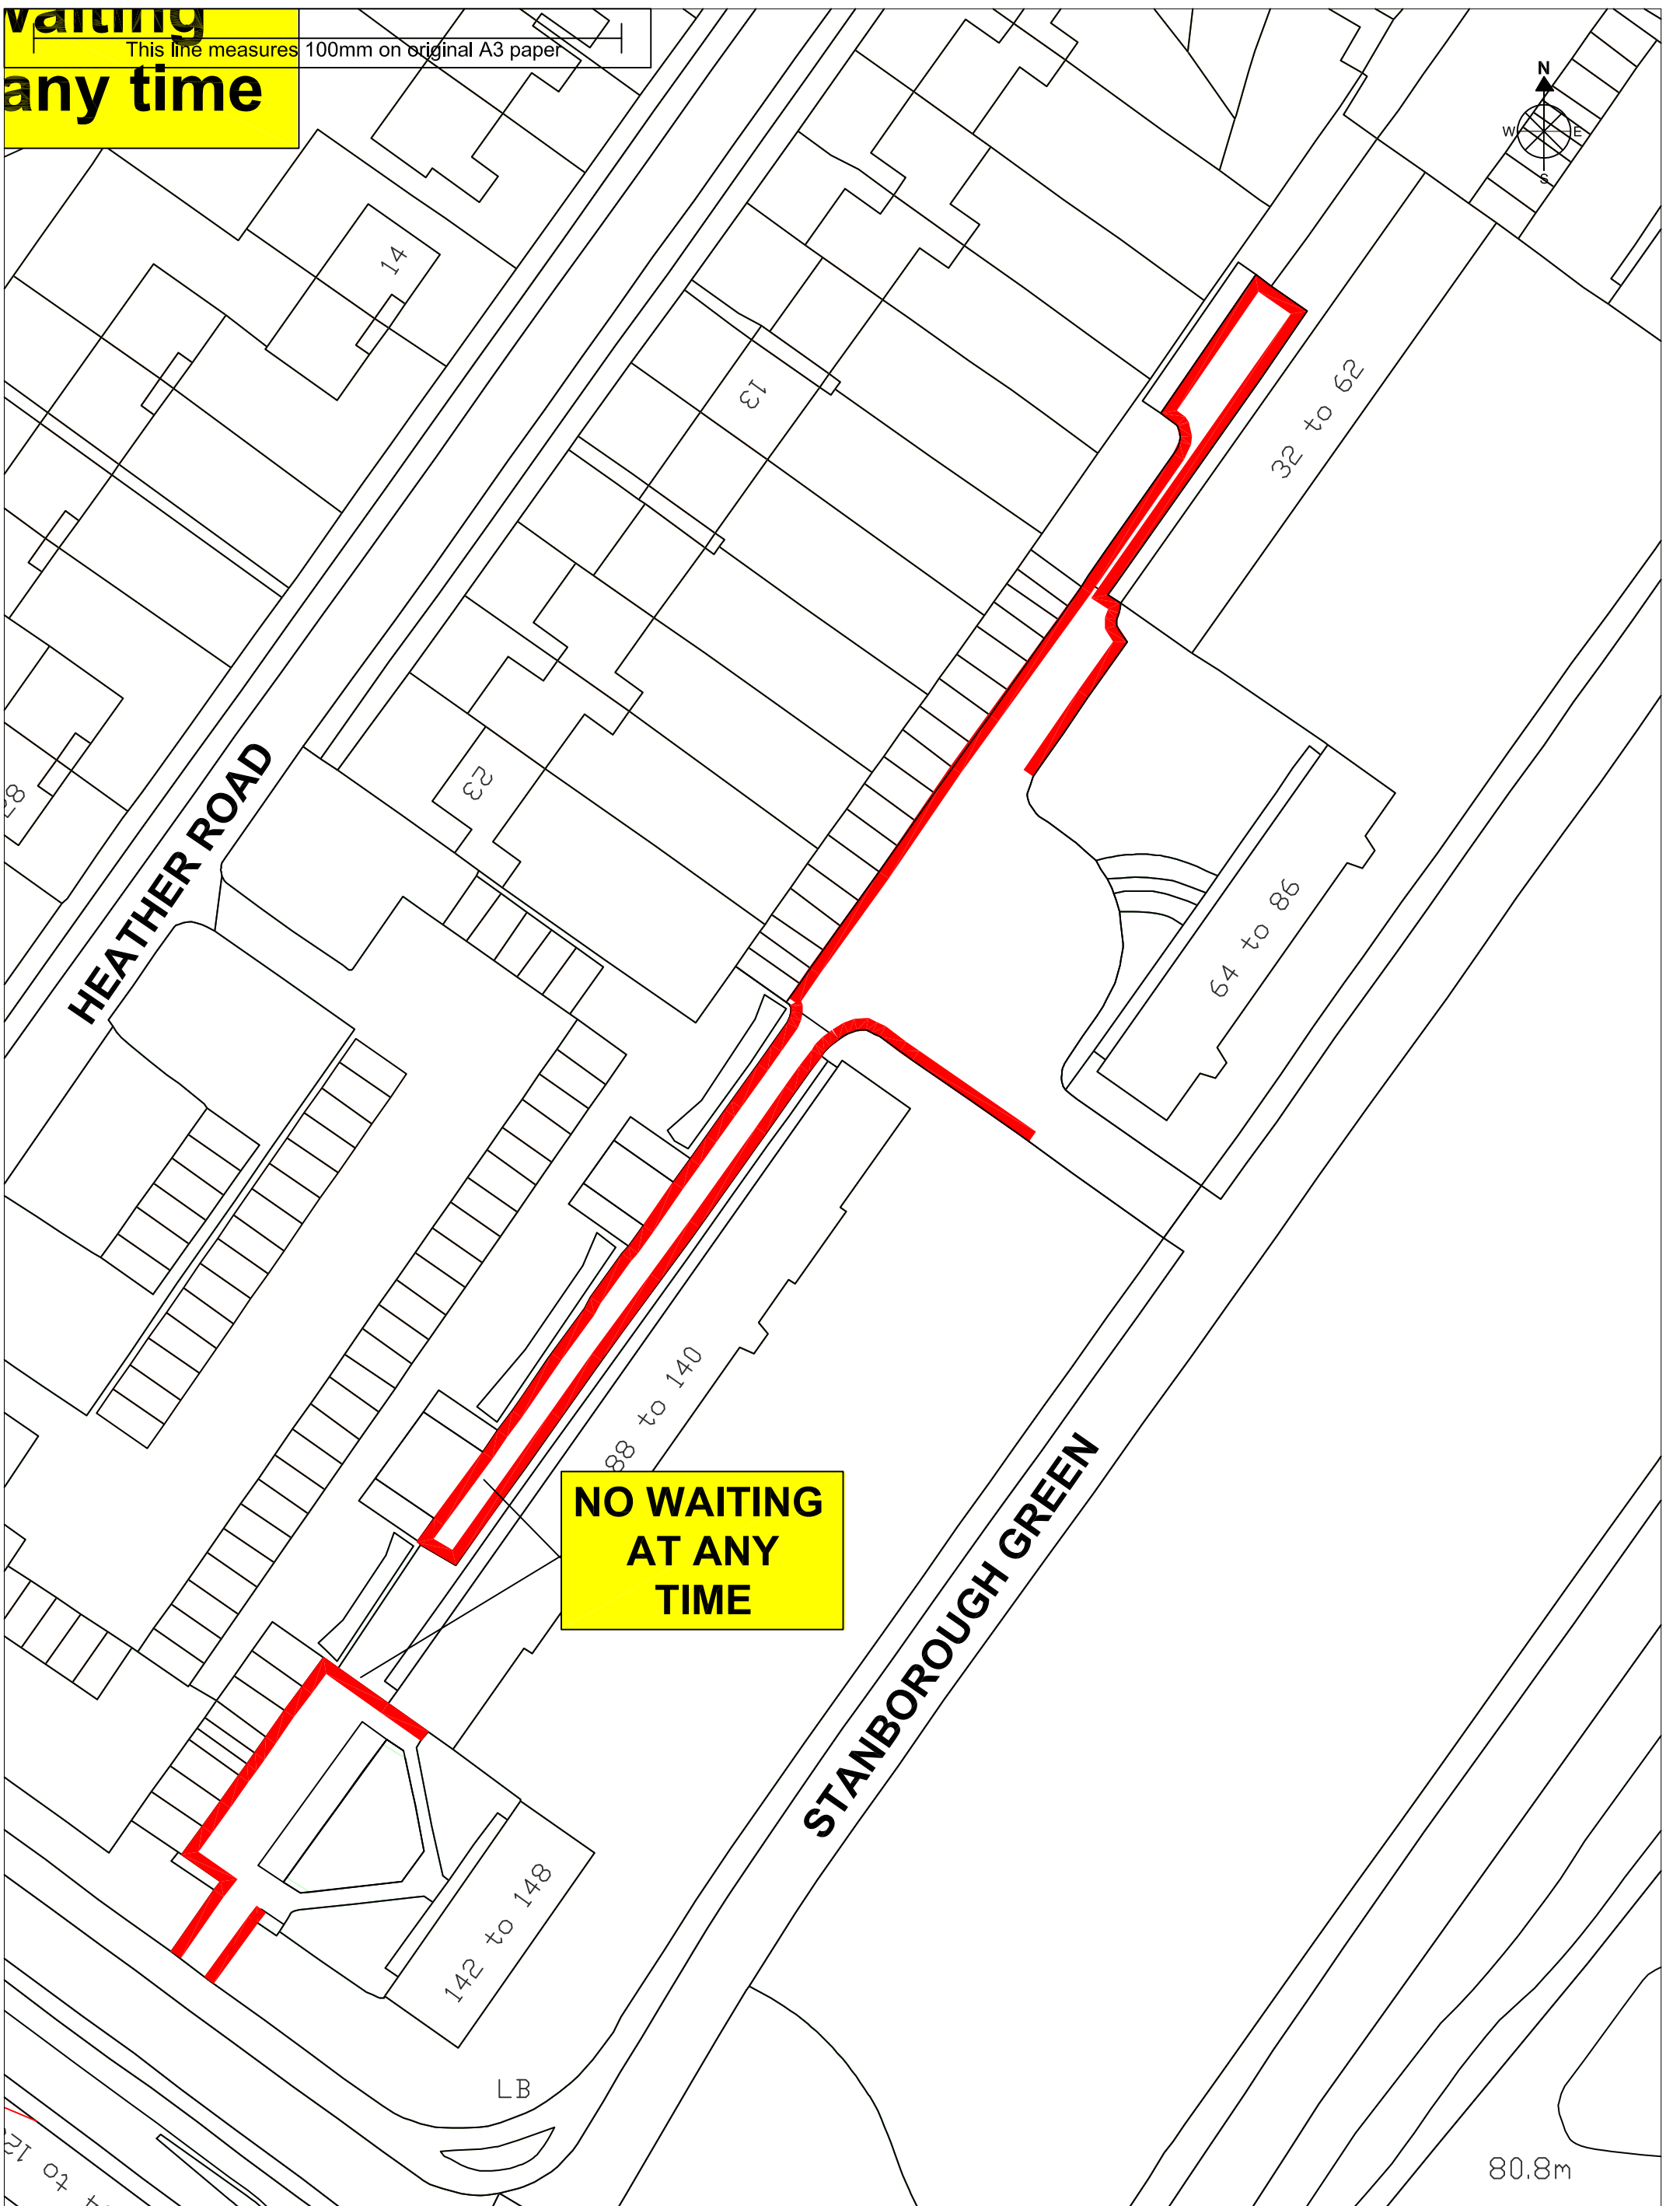 waiting
This line measures 100mm on original A3 paper
any time
N
W
E
S
14
13
32 to 62
23
HEATHER ROAD
64 to 86
88 to 140
NO WAITING
AT ANY
TIME
STANBOROUGH GREEN
142 to 148
LB
80.8m